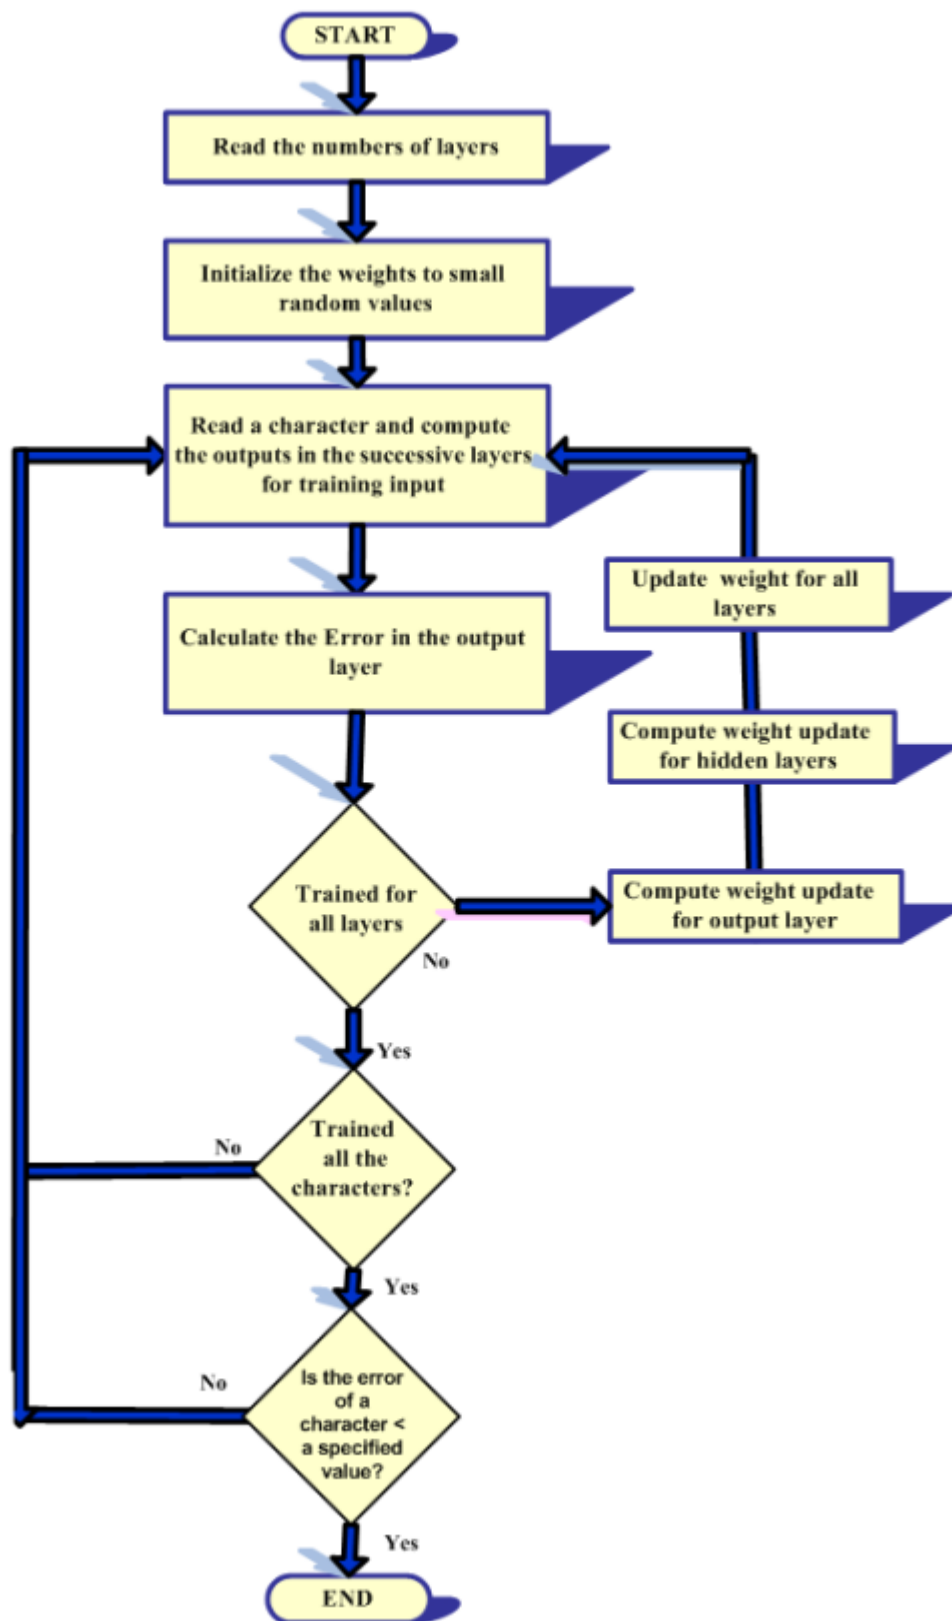 START
Read the numbers of layers
Initialize the weights to small
random values
Read a character and compute
the outputs in the successive layers
for training input
Calculate the Error in the output
layer
Update weight for all
layers
Compute weight update
for hidden layers
Compute weight update
for output layer
Trained for
all layers
No
Yes
Trained
all the
characters?
No
Yes
Is the error
of a
character <
a specified
value?
No
Yes
END